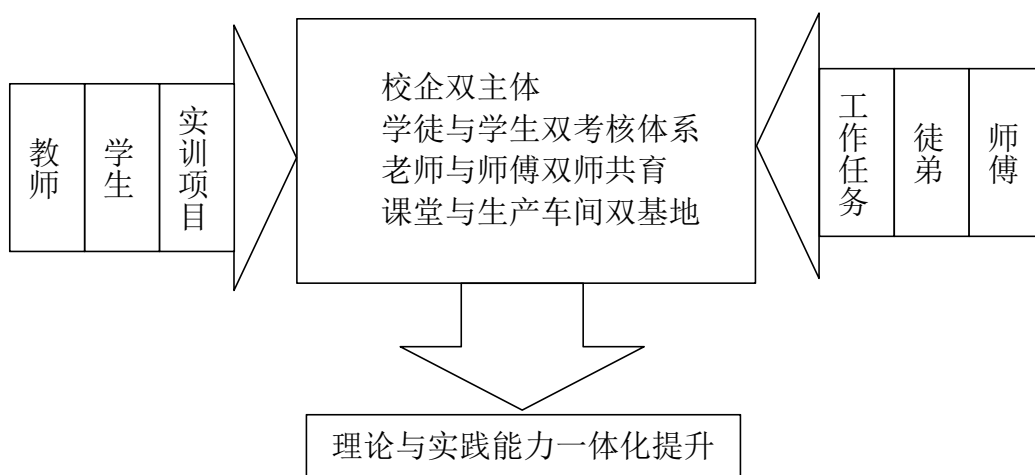 教师
学生
实训项目
校企双主体
学徒与学生双考核体系
老师与师傅双师共育
课堂与生产车间双基地
工作任务
徒弟
师傅
理论与实践能力一体化提升